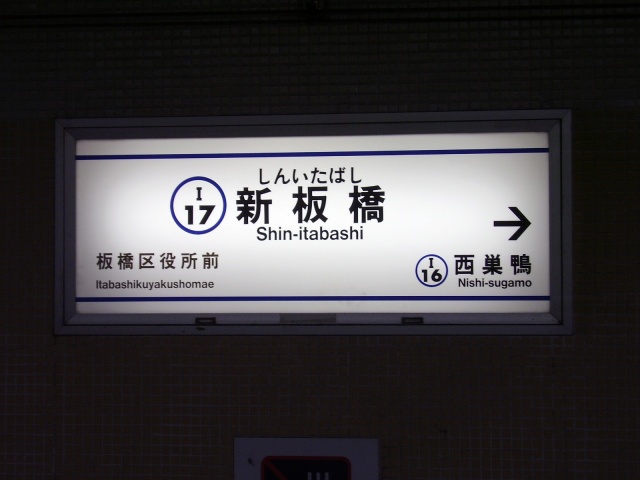 しんいたばし
I
17
新板橋
Shin-itabashi
板橋区役所前
Itabashikuyakushomae
I
16
西巣鴨
Nishi-sugamo